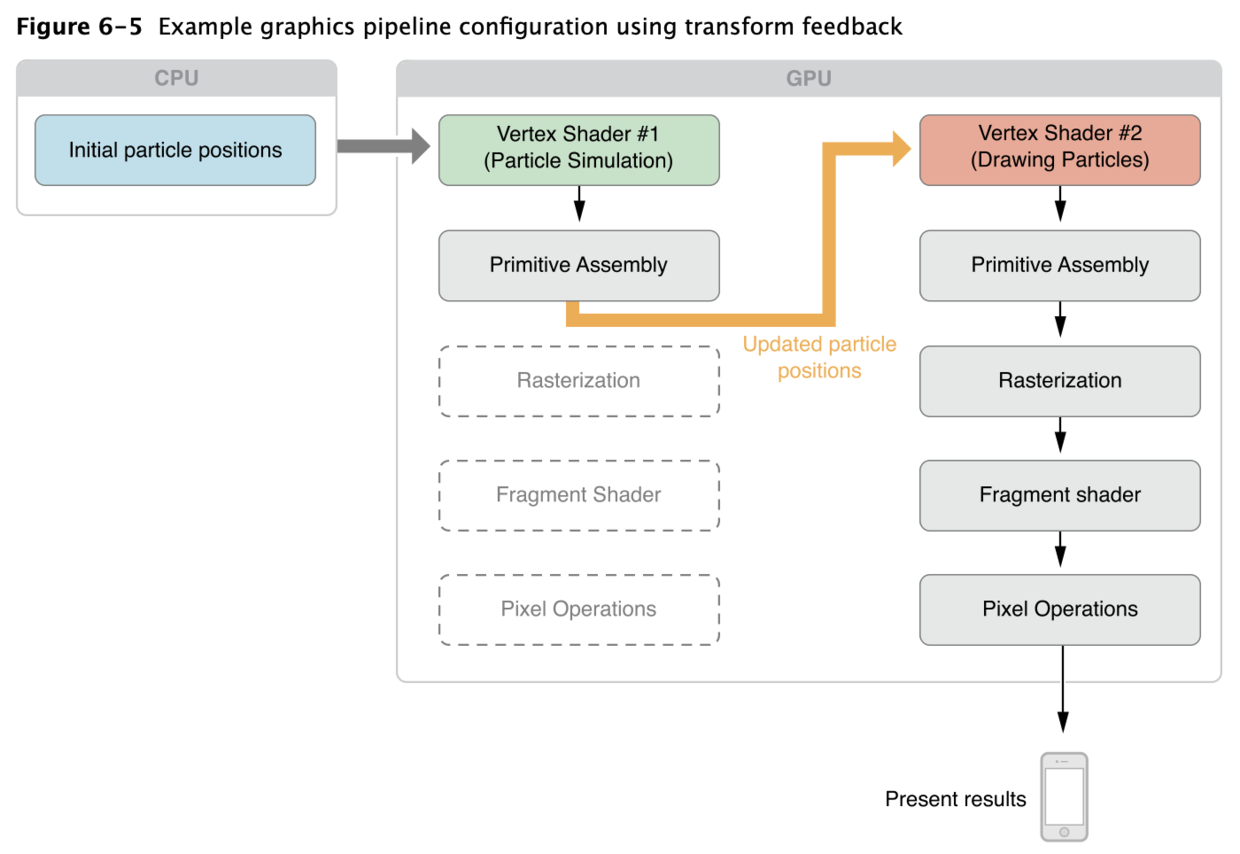 Figure 6-5 Example graphics pipeline configuration using transform feedback
CPU
Initial particle positions
GPU
Vertex Shader #1
(Particle Simulation)
Primitive Assembly
Rasterization
Fragment Shader
Pixel Operations
Updated particle
positions
Vertex Shader #2
(Drawing Particles)
Primitive Assembly
Rasterization
Fragment shader
Pixel Operations
Present results